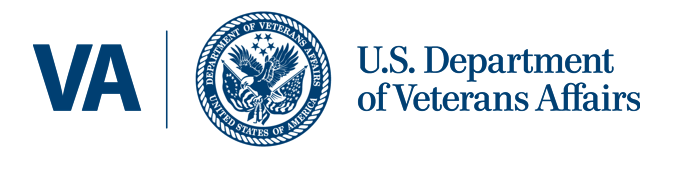 VA
DEPARTMENT OF VETERANS AFFAIRS
UNITED STATES OF AMERICA
U.S. Department
of Veterans Affairs